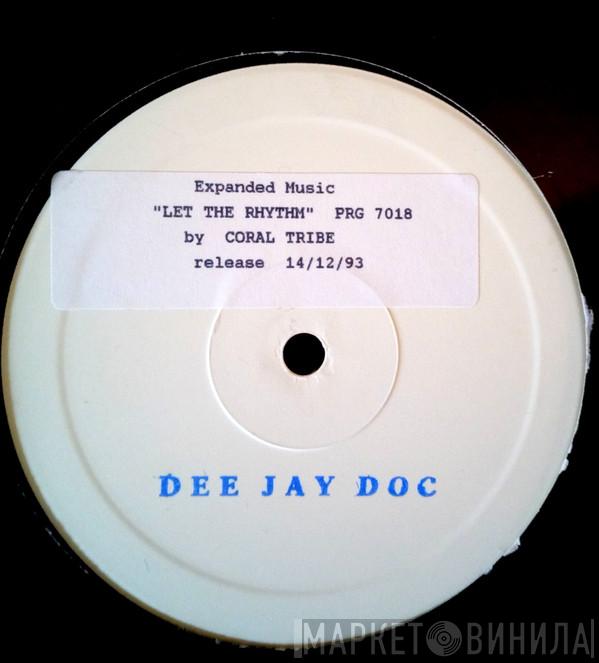 Expanded Music
"LET THE RHYTHM" PRG 7018
by CORAL TRIBE
release 14/12/93
DEE JAY DOC
МАРКЕТ ВИНИЛА